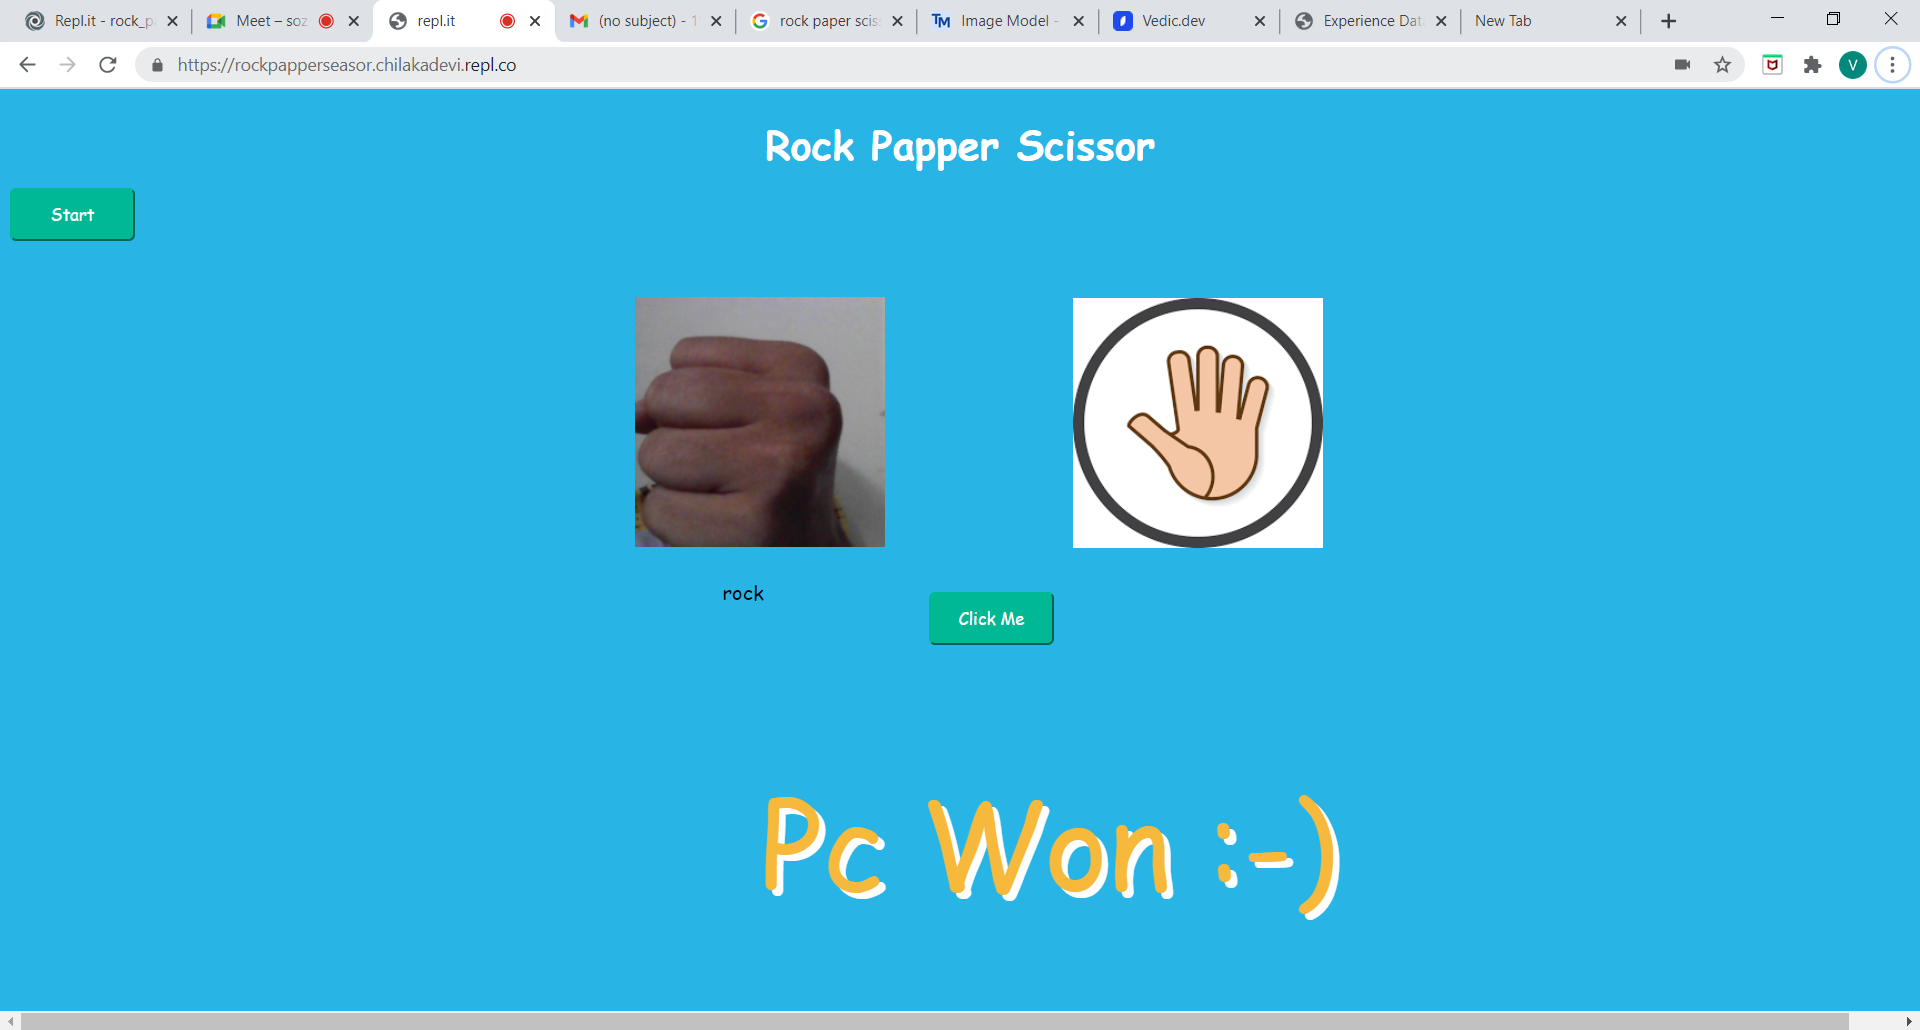 Repl.it - rock_p
Meet – soz
repl.it
(no subject) - 1
rock paper scis
Image Model -
Vedic.dev
Experience Dat
New Tab
https://rockpapperseasor.chilakadevi.repl.co
V
Rock Papper Scissor
Start
rock
Click Me
Pc Won :-)